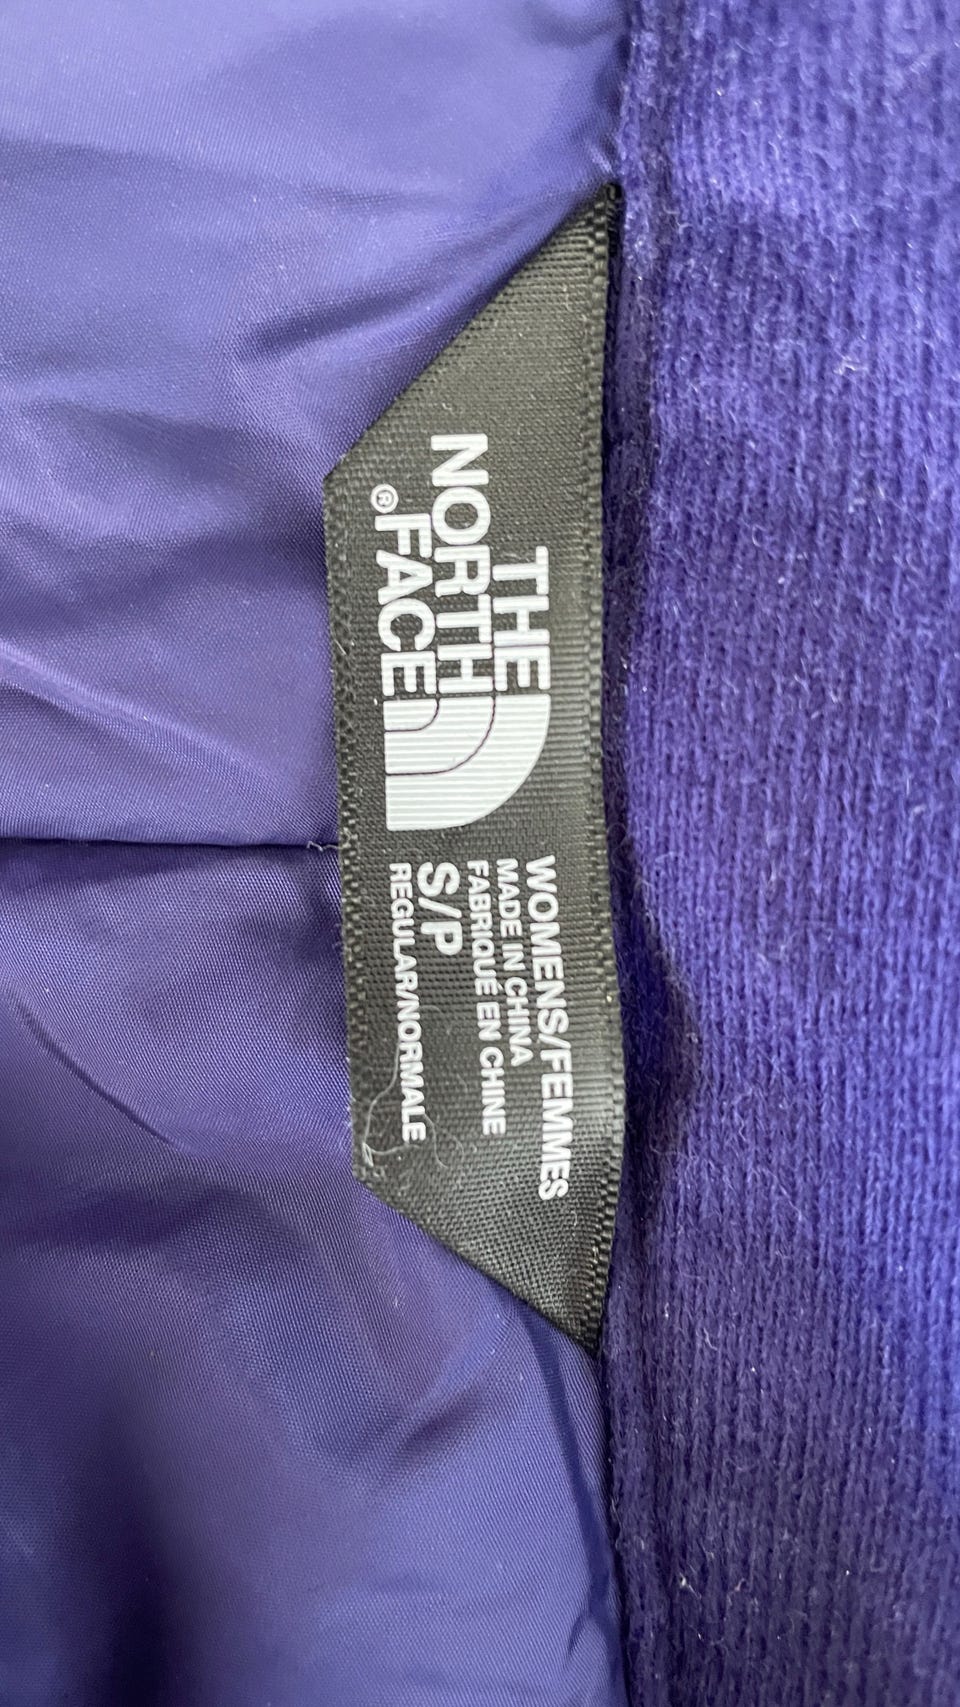 THE
NORTH
FACE®
WOMENS/FEMMES
MADE IN CHINA
FABRIQUÉ EN CHINE
S/P
REGULAR/NORMALE